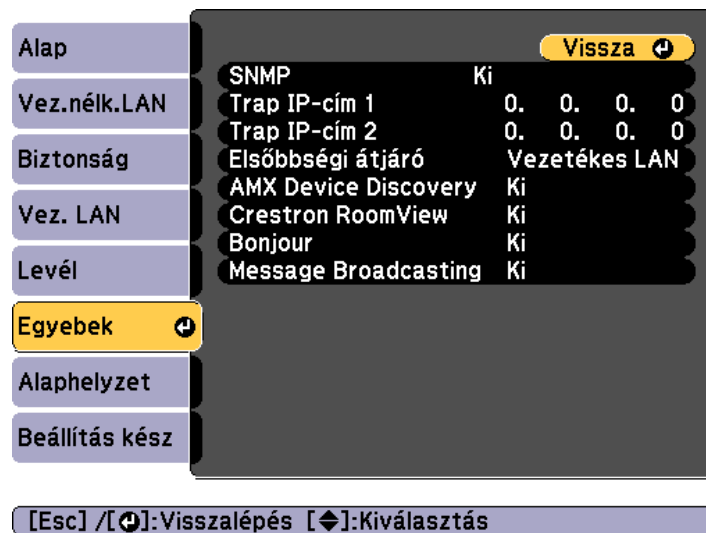 Alap
Vez.nélk.LAN
Biztonság
Vez. LAN
Levél
Egyebek
Alaphelyzet
Beállítás kész
Vissza
SNMP Ki
Trap IP-cím 1 0. 0. 0. 0
Trap IP-cím 2 0. 0. 0. 0
Elsőbbségi átjáró Vezetékes LAN
AMX Device Discovery Ki
Crestron RoomView Ki
Bonjour Ki
Message Broadcasting Ki
[Esc] /[⏎]:Visszalépés [◆]:Kiválasztás